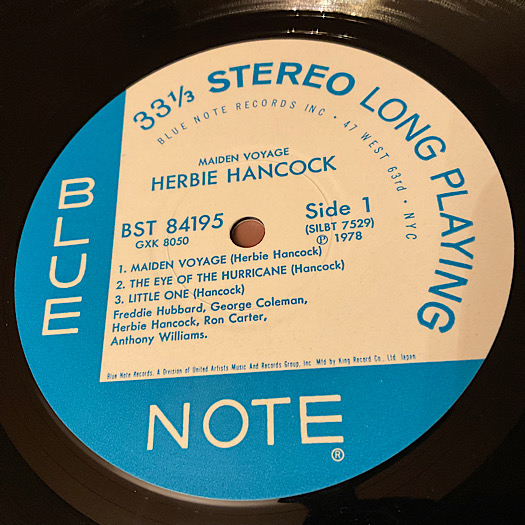 33⅓ STEREO LONG PLAYING
BLUE NOTE RECORDS INC • 47 WEST 63rd • NYC
MAIDEN VOYAGE
HERBIE HANCOCK
BST 84195
GXK 8050
Side 1
(SILBT 7529)
Ⓟ 1978
1. MAIDEN VOYAGE (Herbie Hancock)
2. THE EYE OF THE HURRICANE (Hancock)
3. LITTLE ONE (Hancock)
Freddie Hubbard, George Coleman,
Herbie Hancock, Ron Carter,
Anthony Williams.
Blue Note Records, A Division of United Artists Music And Records Group, Inc. Mfd by King Record Co., Ltd. Japan
BLUE
NOTE®